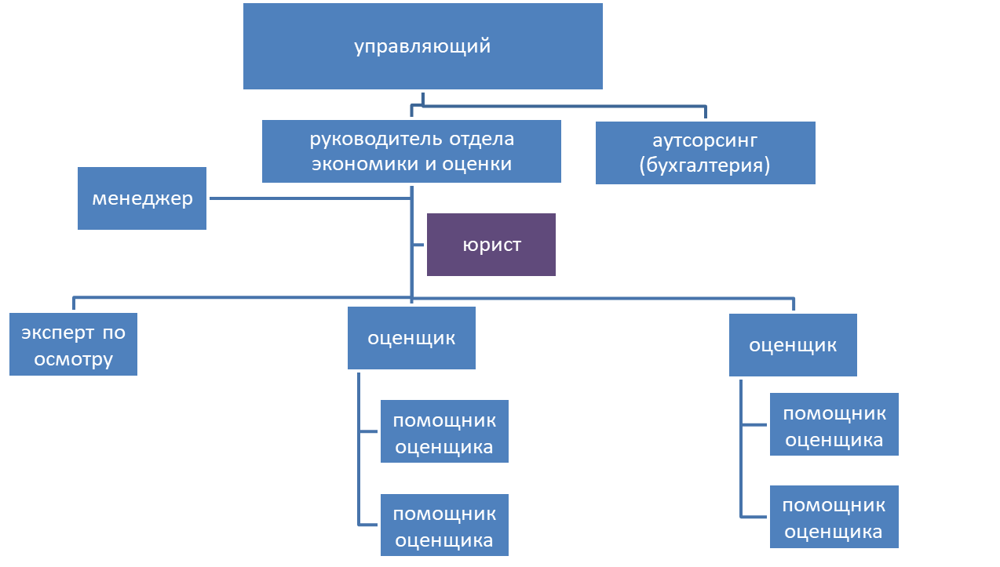 управляющий
руководитель отдела
экономики и оценки
аутсорсинг
(бухгалтерия)
менеджер
юрист
эксперт по
осмотру
оценщик
помощник
оценщика
помощник
оценщика
оценщик
помощник
оценщика
помощник
оценщика